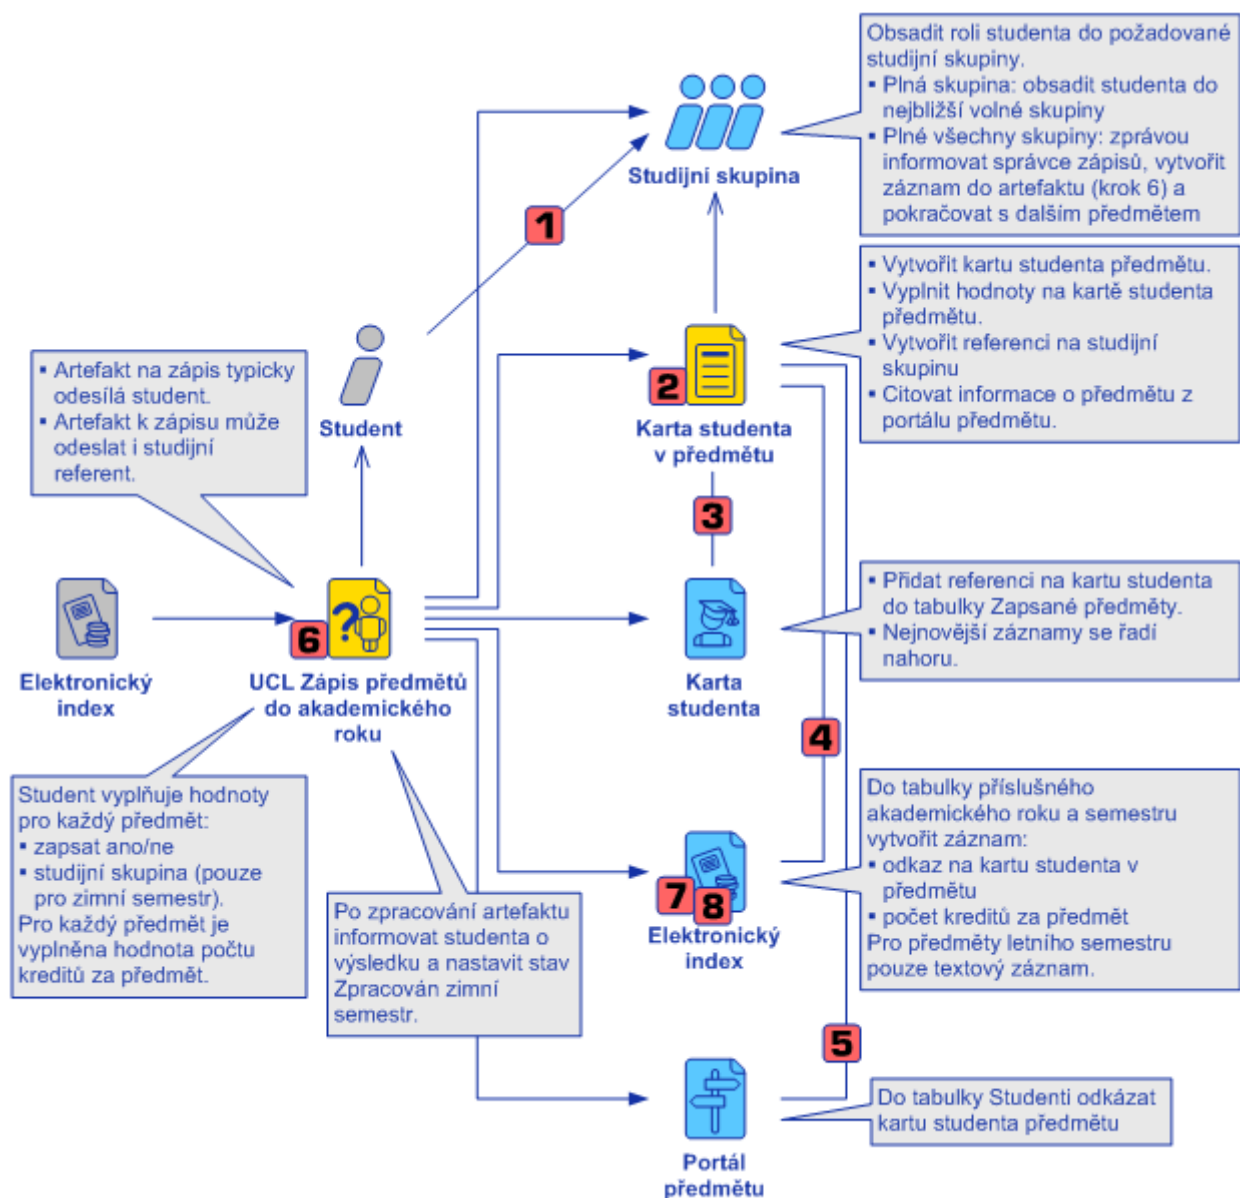 Obsadit roli studenta do požadované
studijní skupiny.
▪ Plná skupina: obsadit studenta do
nejbližší volné skupiny
▪ Plné všechny skupiny: zprávou
informovat správce zápisů, vytvořit
záznam do artefaktu (krok 6) a
pokračovat s dalším předmětem
Studijní skupina
1
▪ Vytvořit kartu studenta předmětu.
▪ Vyplnit hodnoty na kartě studenta
předmětu.
▪ Vytvořit referenci na studijní
skupinu
▪ Citovat informace o předmětu z
portálu předmětu.
▪ Artefakt na zápis typicky
odesílá student.
▪ Artefakt k zápisu může
odeslat i studijní
referent.
Student
2
Karta studenta
v předmětu
3
▪ Přidat referenci na kartu studenta
do tabulky Zapsané předměty.
▪ Nejnovější záznamy se řadí
nahoru.
Elektronický
index
6
?
UCL Zápis předmětů
do akademického
roku
Karta
studenta
4
Student vyplňuje hodnoty
pro každý předmět:
▪ zapsat ano/ne
▪ studijní skupina (pouze
pro zimní semestr).
Pro každý předmět je
vyplněna hodnota počtu
kreditů za předmět.
Po zpracování artefaktu
informovat studenta o
výsledku a nastavit stav
Zpracován zimní
semestr.
7
8
Elektronický
index
Do tabulky příslušného
akademického roku a semestru
vytvořit záznam:
▪ odkaz na kartu studenta v
předmětu
▪ počet kreditů za předmět
Pro předměty letního semestru
pouze textový záznam.
5
Portál
předmětu
Do tabulky Studenti odkázat
kartu studenta předmětu